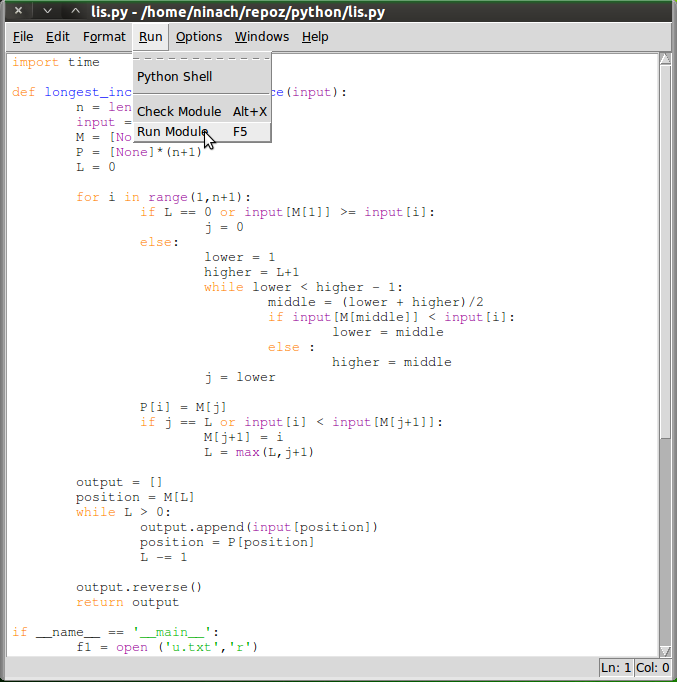 lis.py - /home/ninach/repoz/python/lis.py
File Edit Format Run Options Windows Help
Python Shell
Check Module Alt+X
Run Module F5
import time
def longest_inc ce(input):
n = len
input =
M = [No
P = [None]*(n+1)
L = 0
for i in range(1,n+1):
if L == 0 or input[M[1]] >= input[i]:
j = 0
else:
lower = 1
higher = L+1
while lower < higher - 1:
middle = (lower + higher)/2
if input[M[middle]] < input[i]:
lower = middle
else :
higher = middle
j = lower
P[i] = M[j]
if j == L or input[i] < input[M[j+1]]:
M[j+1] = i
L = max(L,j+1)
output = []
position = M[L]
while L > 0:
output.append(input[position])
position = P[position]
L -= 1
output.reverse()
return output
if __name__ == '__main__':
f1 = open ('u.txt','r')
Ln: 1 Col: 0